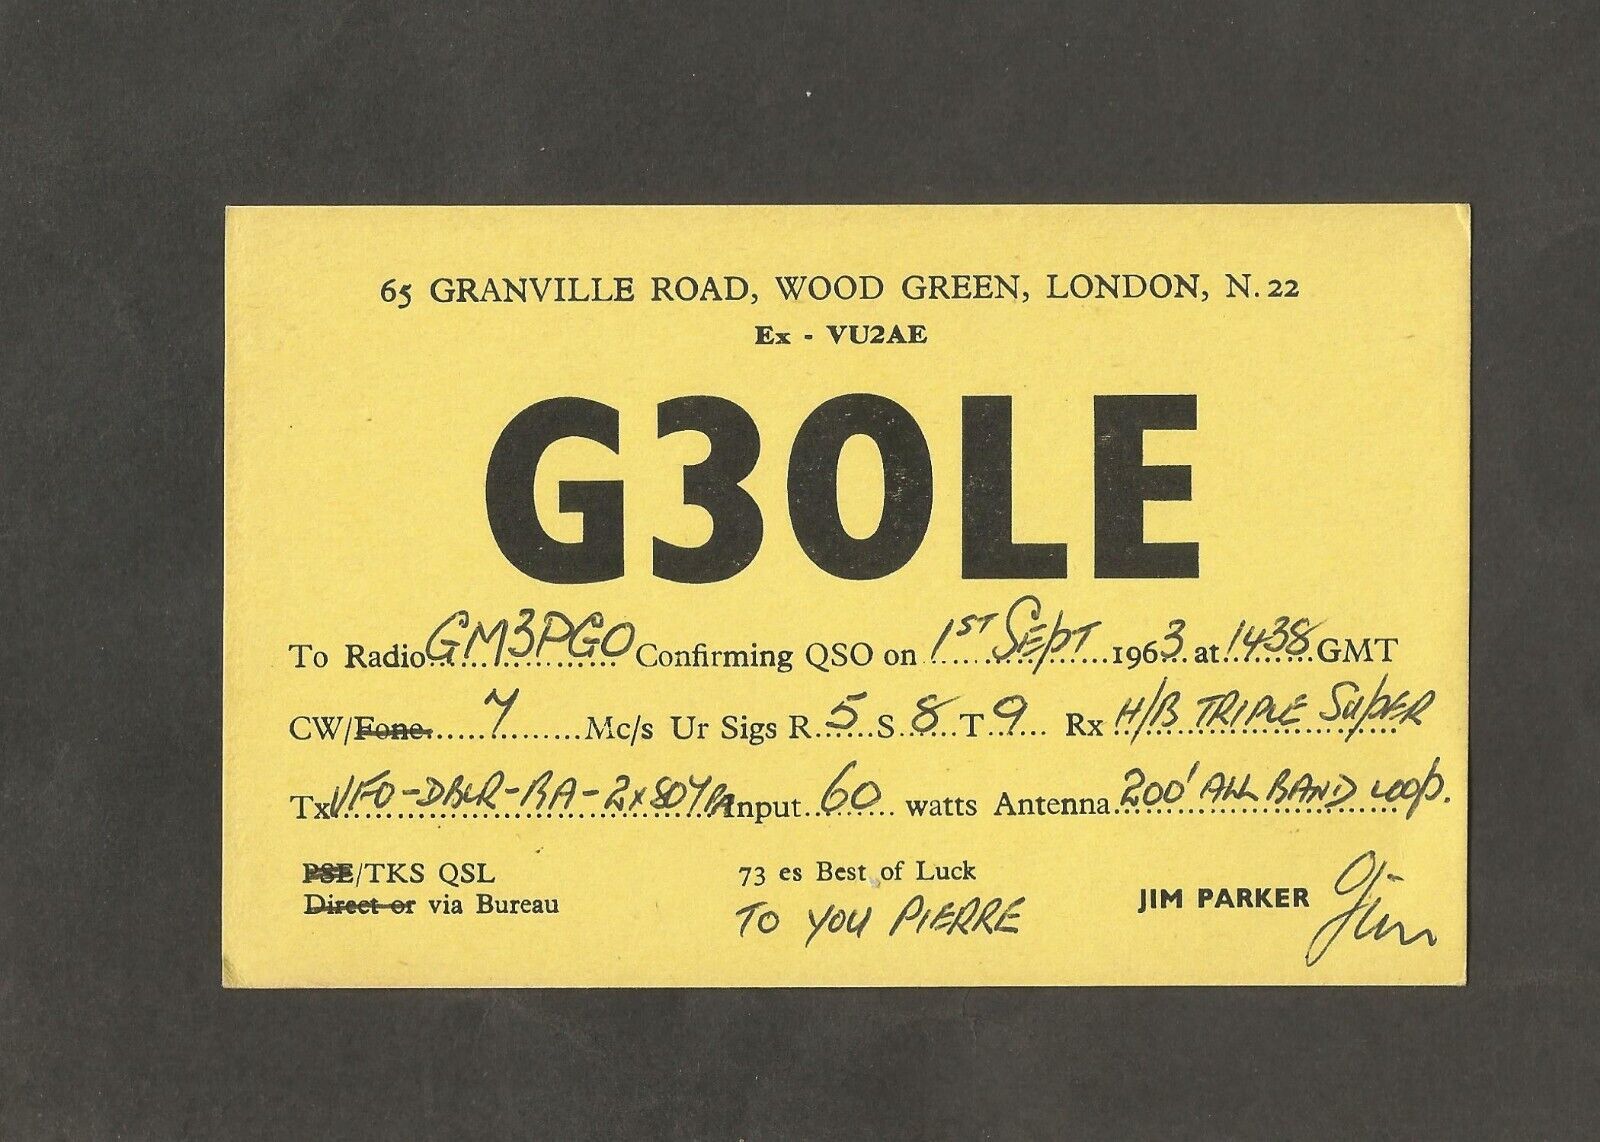 65 GRANVILLE ROAD, WOOD GREEN, LONDON, N. 22
Ex - VU2AE
G3OLE
To Radio GM3PGO Confirming QSO on 1ST SEPT 1963 at 1438 GMT
CW/Fone 7 Mc/s Ur Sigs R 5 S 8 T 9 Rx H/B TRIPLE SUPER
Tx VFO-DBLR-BA-2X807PA Input 60 watts Antenna 200' ALL BAND LOOP.
PSE/TKS QSL 73 es Best of Luck
Direct or via Bureau TO YOU PIERRE JIM PARKER Jim